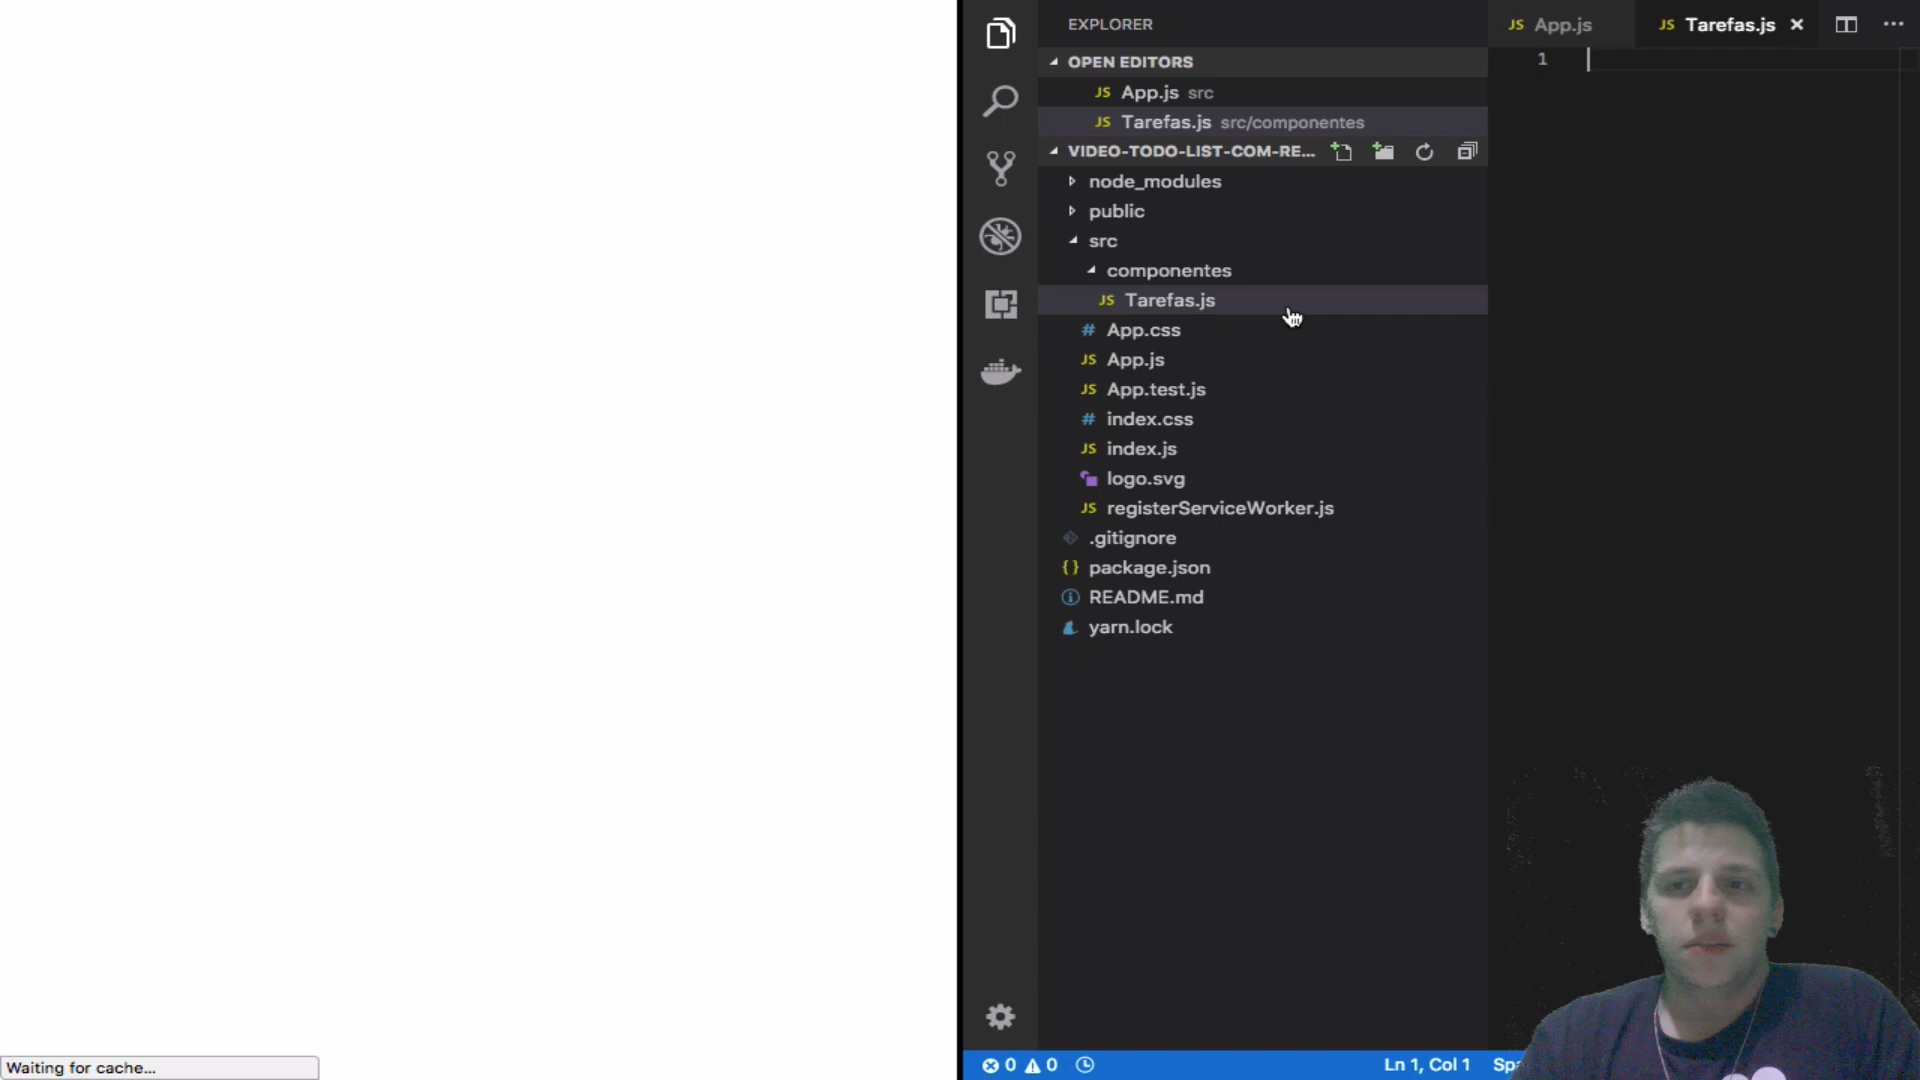 EXPLORER
OPEN EDITORS
JS App.js src
JS Tarefas.js src/componentes
VIDEO-TODO-LIST-COM-RE...
node_modules
public
src
componentes
JS Tarefas.js
# App.css
JS App.js
JS App.test.js
# index.css
JS index.js
logo.svg
JS registerServiceWorker.js
.gitignore
{} package.json
README.md
yarn.lock
JS App.js
JS Tarefas.js
1
Waiting for cache...
0 0
Ln 1, Col 1